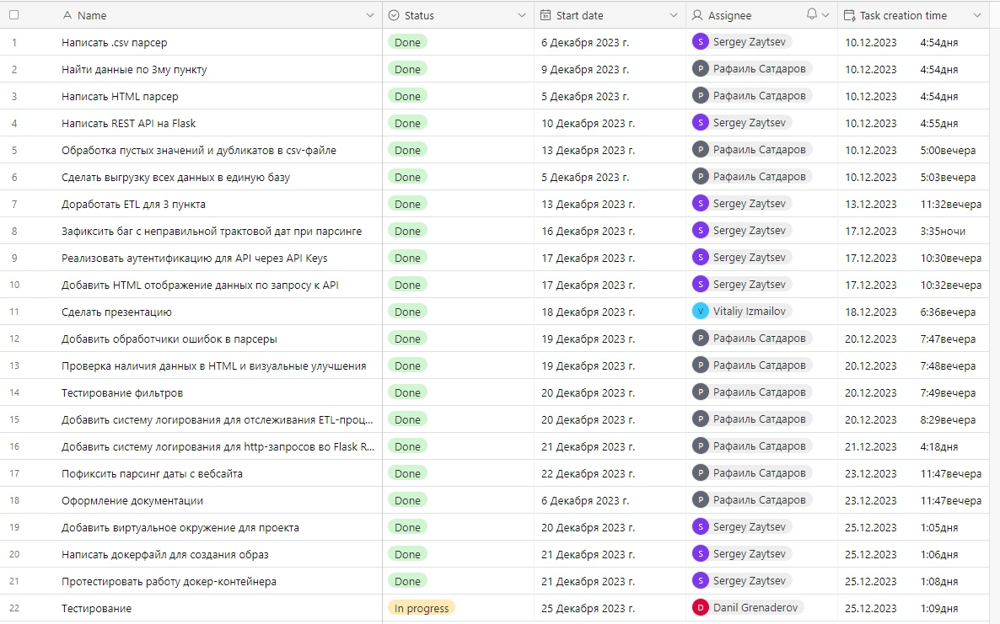 Name Status Start date Assignee Task creation time
1 Написать .csv парсер Done 6 Декабря 2023 г. S Sergey Zaytsev 10.12.2023 4:54дня
2 Найти данные по 3му пункту Done 9 Декабря 2023 г. Р Рафаиль Сатдаров 10.12.2023 4:54дня
3 Написать HTML парсер Done 5 Декабря 2023 г. Р Рафаиль Сатдаров 10.12.2023 4:54дня
4 Написать REST API на Flask Done 10 Декабря 2023 г. S Sergey Zaytsev 10.12.2023 4:55дня
5 Обработка пустых значений и дубликатов в csv-файле Done 13 Декабря 2023 г. Р Рафаиль Сатдаров 10.12.2023 5:00вечера
6 Сделать выгрузку всех данных в единую базу Done 5 Декабря 2023 г. Р Рафаиль Сатдаров 10.12.2023 5:03вечера
7 Доработать ETL для 3 пункта Done 13 Декабря 2023 г. S Sergey Zaytsev 13.12.2023 11:32вечера
8 Зафиксить баг с неправильной трактовой дат при парсинге Done 16 Декабря 2023 г. S Sergey Zaytsev 17.12.2023 3:35ночи
9 Реализовать аутентификацию для API через API Keys Done 17 Декабря 2023 г. S Sergey Zaytsev 17.12.2023 10:30вечера
10 Добавить HTML отображение данных по запросу к API Done 17 Декабря 2023 г. S Sergey Zaytsev 17.12.2023 10:32вечера
11 Сделать презентацию Done 18 Декабря 2023 г. V Vitaliy Izmailov 18.12.2023 6:36вечера
12 Добавить обработчики ошибок в парсеры Done 19 Декабря 2023 г. Р Рафаиль Сатдаров 20.12.2023 7:47вечера
13 Проверка наличия данных в HTML и визуальные улучшения Done 19 Декабря 2023 г. Р Рафаиль Сатдаров 20.12.2023 7:48вечера
14 Тестирование фильтров Done 20 Декабря 2023 г. Р Рафаиль Сатдаров 20.12.2023 7:49вечера
15 Добавить систему логирования для отслеживания ETL-проц... Done 20 Декабря 2023 г. Р Рафаиль Сатдаров 20.12.2023 8:29вечера
16 Добавить систему логирования для http-запросов во Flask R... Done 21 Декабря 2023 г. Р Рафаиль Сатдаров 21.12.2023 4:18дня
17 Пофиксить парсинг даты с вебсайта Done 22 Декабря 2023 г. Р Рафаиль Сатдаров 23.12.2023 11:47вечера
18 Оформление документации Done 6 Декабря 2023 г. Р Рафаиль Сатдаров 23.12.2023 11:47вечера
19 Добавить виртуальное окружение для проекта Done 20 Декабря 2023 г. S Sergey Zaytsev 25.12.2023 1:05дня
20 Написать докерфайл для создания образ Done 21 Декабря 2023 г. S Sergey Zaytsev 25.12.2023 1:06дня
21 Протестировать работу докер-контейнера Done 21 Декабря 2023 г. S Sergey Zaytsev 25.12.2023 1:08дня
22 Тестирование In progress 25 Декабря 2023 г. D Danil Grenaderov 25.12.2023 1:09дня